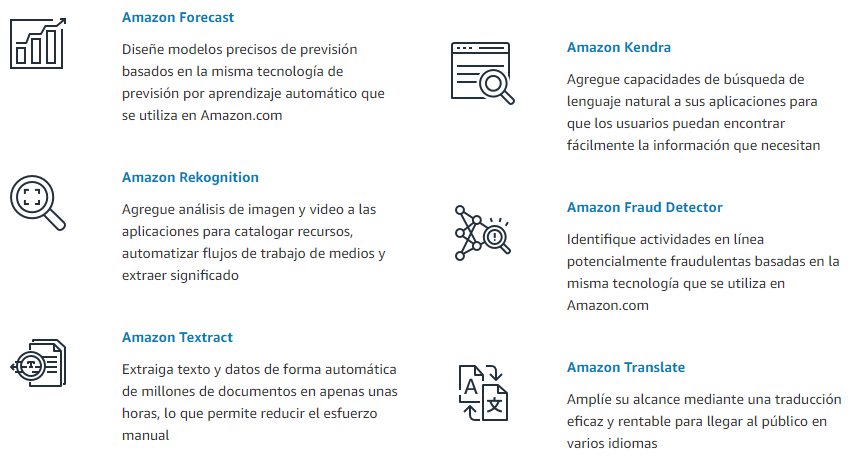 Amazon Forecast
Diseñe modelos precisos de previsión
basados en la misma tecnología de
previsión por aprendizaje automático que
se utiliza en Amazon.com
Amazon Rekognition
Agregue análisis de imagen y video a las
aplicaciones para catalogar recursos,
automatizar flujos de trabajo de medios y
extraer significado
Amazon Textract
Extraiga texto y datos de forma automática
de millones de documentos en apenas unas
horas, lo que permite reducir el esfuerzo
manual
Amazon Kendra
Agregue capacidades de búsqueda de
lenguaje natural a sus aplicaciones para
que los usuarios puedan encontrar
fácilmente la información que necesitan
Amazon Fraud Detector
Identifique actividades en línea
potencialmente fraudulentas basadas en la
misma tecnología que se utiliza en
Amazon.com
A
文
Amazon Translate
Amplíe su alcance mediante una traducción
eficaz y rentable para llegar al público en
varios idiomas